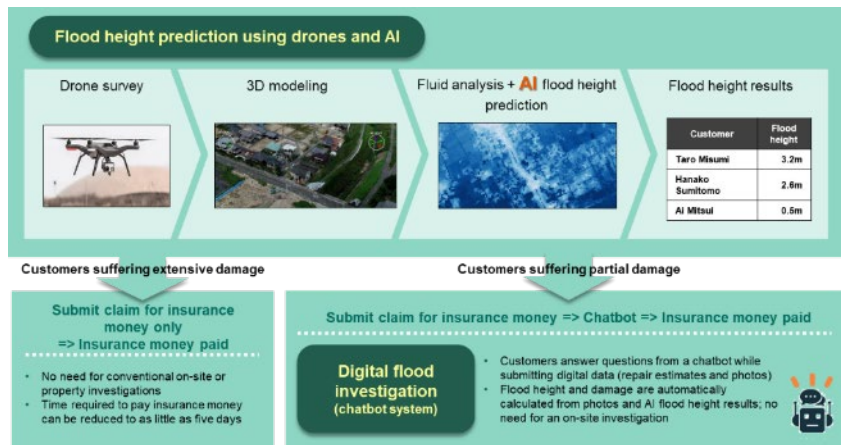 Flood height prediction using drones and AI
Drone survey
3D modeling
Fluid analysis + AI flood height
prediction
Flood height results
Customer
Flood
height
Taro Misumi
3.2m
Hanako
Sumitomo
2.6m
Ai Mitsui
0.5m
Customers suffering extensive damage
Customers suffering partial damage
Submit claim for insurance
money only
=> Insurance money paid
• No need for conventional on-site or
property investigations
• Time required to pay insurance money
can be reduced to as little as five days
Submit claim for insurance money => Chatbot => Insurance money paid
Digital flood
investigation
(chatbot system)
• Customers answer questions from a chatbot while
submitting digital data (repair estimates and photos)
• Flood height and damage are automatically
calculated from photos and AI flood height results; no
need for an on-site investigation